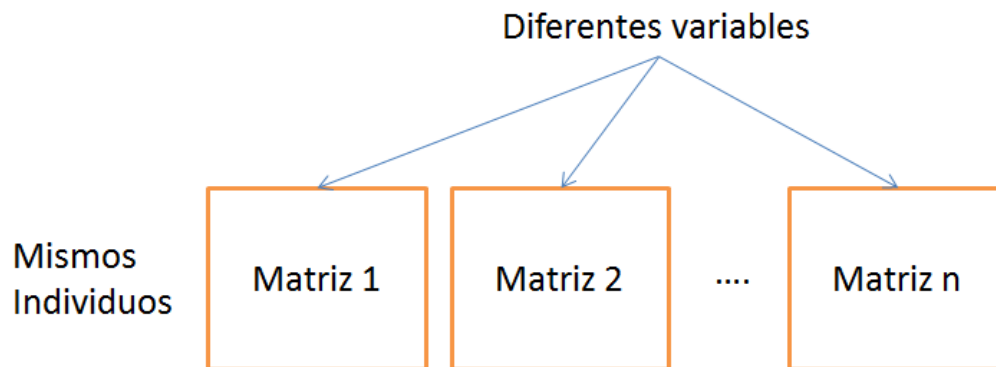 Diferentes variables
Mismos
Individuos
Matriz 1
Matriz 2
....
Matriz n